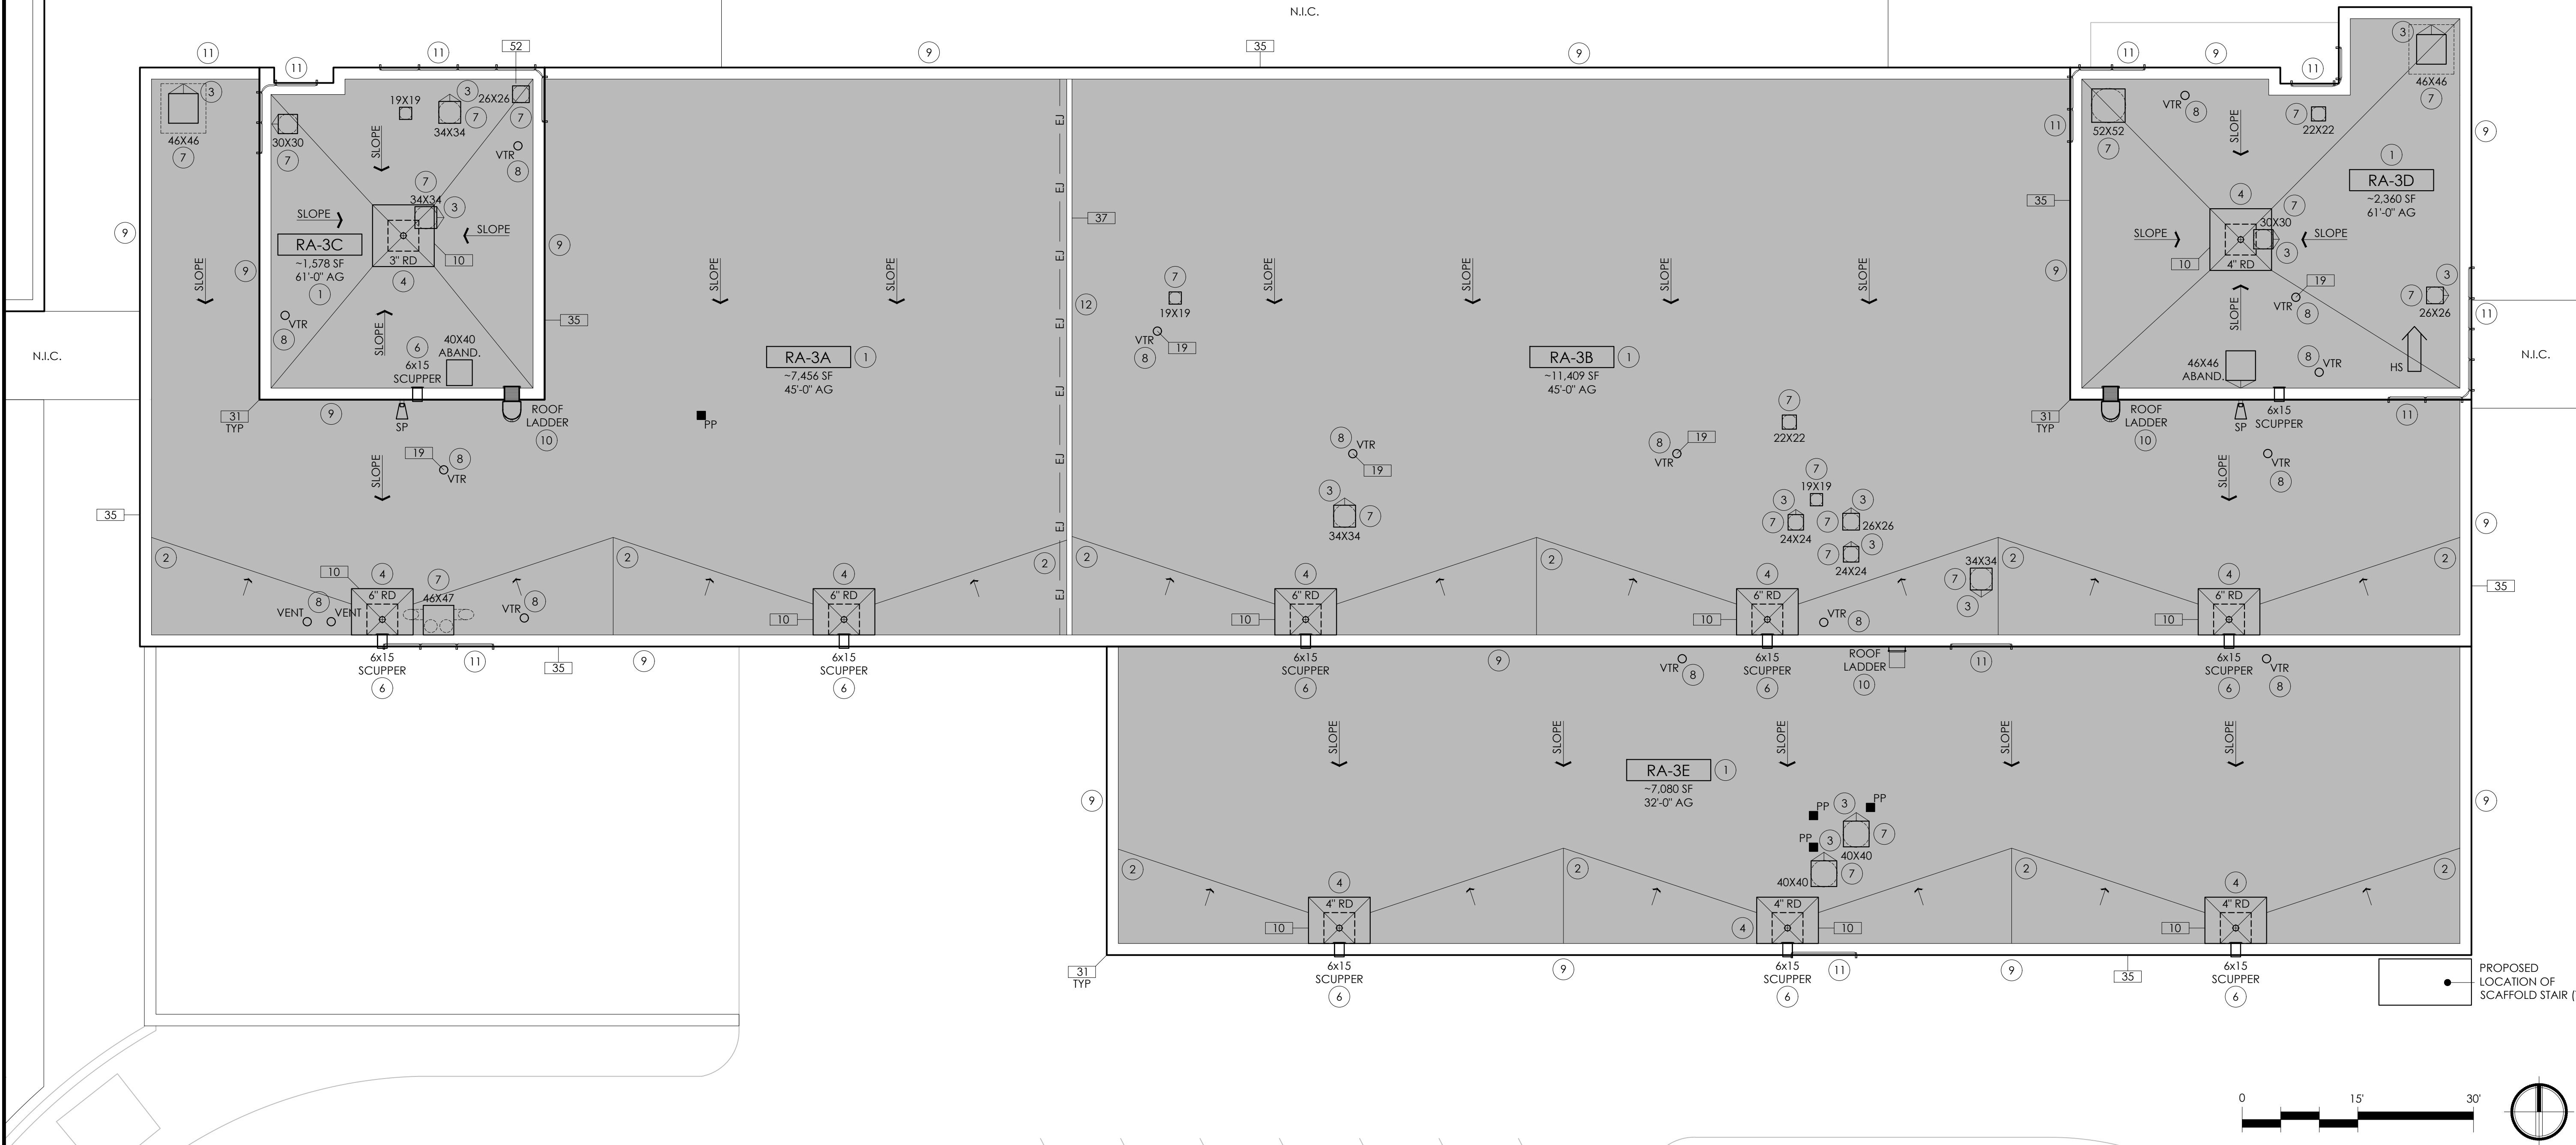 N.I.C.
11
11
11
52
9
35
9
11
9
11
3
46X46
7
3
46X46
7
30X30
7
19X19
3
34X34
7
26X26
7
SLOPE
VTR
8
7
34X34
3
SLOPE
SLOPE
RA-3C
~1,578 SF
61'-0" AG
1
3" RD
4
10
9
9
9
SLOPE
VTR
8
SLOPE
6
6x15
SCUPPER
40X40
ABAND.
35
31
TYP
9
SP
ROOF
LADDER
10
N.I.C.
SLOPE
SLOPE
RA-3A
1
~7,456 SF
45'-0" AG
PP
19
8
VTR
SLOPE
35
EJ
EJ
EJ
EJ
EJ
EJ
EJ
EJ
37
12
7
19X19
VTR
19
8
SLOPE
SLOPE
SLOPE
SLOPE
RA-3B
1
~11,409 SF
45'-0" AG
8
VTR
19
8
19
VTR
7
22X22
3
7
34X34
7
19X19
3
7
24X24
3
7
26X26
3
7
24X24
34X34
7
3
52X52
7
VTR
8
SLOPE
7
22X22
11
35
9
1
RA-3D
~2,360 SF
61'-0" AG
9
4
7
30X30
3
SLOPE
SLOPE
10
4" RD
19
VTR
8
3
7
26X26
11
SLOPE
HS
8
VTR
46X46
ABAND.
31
TYP
ROOF
LADDER
10
SP
6x15
SCUPPER
11
N.I.C.
SLOPE
VTR
8
9
2
10
4
6" RD
7
46X47
VENT
8
VENT
VTR
8
2
4
6" RD
10
2
2
4
6" RD
10
2
4
6" RD
10
VTR
8
2
4
6" RD
10
2
35
6x15
SCUPPER
6
11
35
9
6x15
SCUPPER
6
6x15
SCUPPER
6
9
VTR
8
6x15
SCUPPER
6
ROOF
LADDER
10
11
6x15
SCUPPER
6
VTR
8
SLOPE
SLOPE
SLOPE
SLOPE
SLOPE
RA-3E
1
~7,080 SF
32'-0" AG
9
9
PP
3
PP
7
40X40
PP
3
40X40
7
2
4
4" RD
10
2
4" RD
4
10
2
4
4" RD
10
2
31
TYP
6x15
SCUPPER
6
9
6x15
SCUPPER
6
11
9
35
6x15
SCUPPER
6
PROPOSED
LOCATION OF
SCAFFOLD STAIR (
0
15'
30'